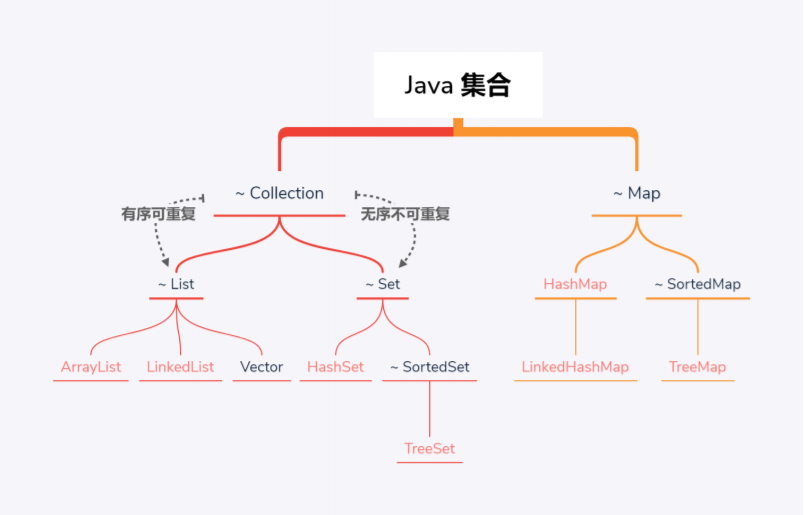 Java 集合
~ Collection
~ Map
有序可重复
无序不可重复
~ List
~ Set
HashMap
~ SortedMap
ArrayList
LinkedList
Vector
HashSet
~ SortedSet
LinkedHashMap
TreeMap
TreeSet